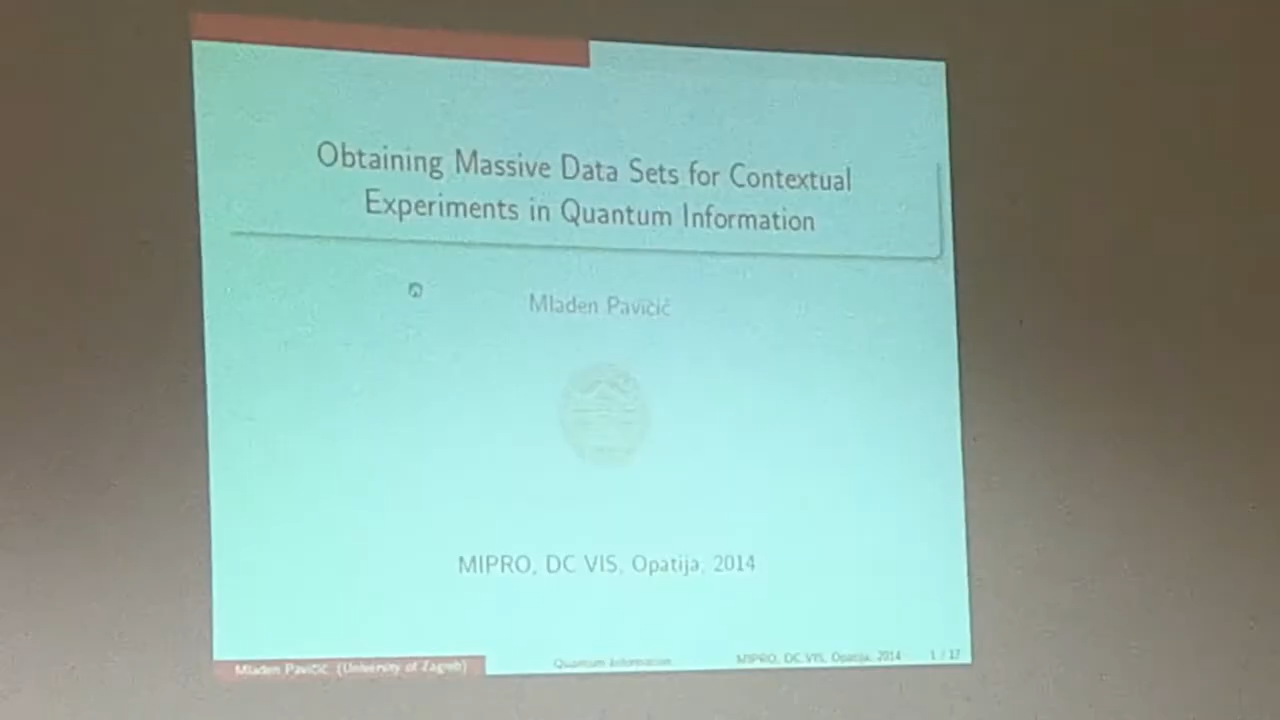 Obtaining Massive Data Sets for Contextual
Experiments in Quantum Information
Mladen Pavičić
MIPRO, DC VIS, Opatija, 2014
Mladen Pavičić (University of Zagreb)
Quantum Information
MIPRO, DC VIS, Opatija, 2014
1 / 17